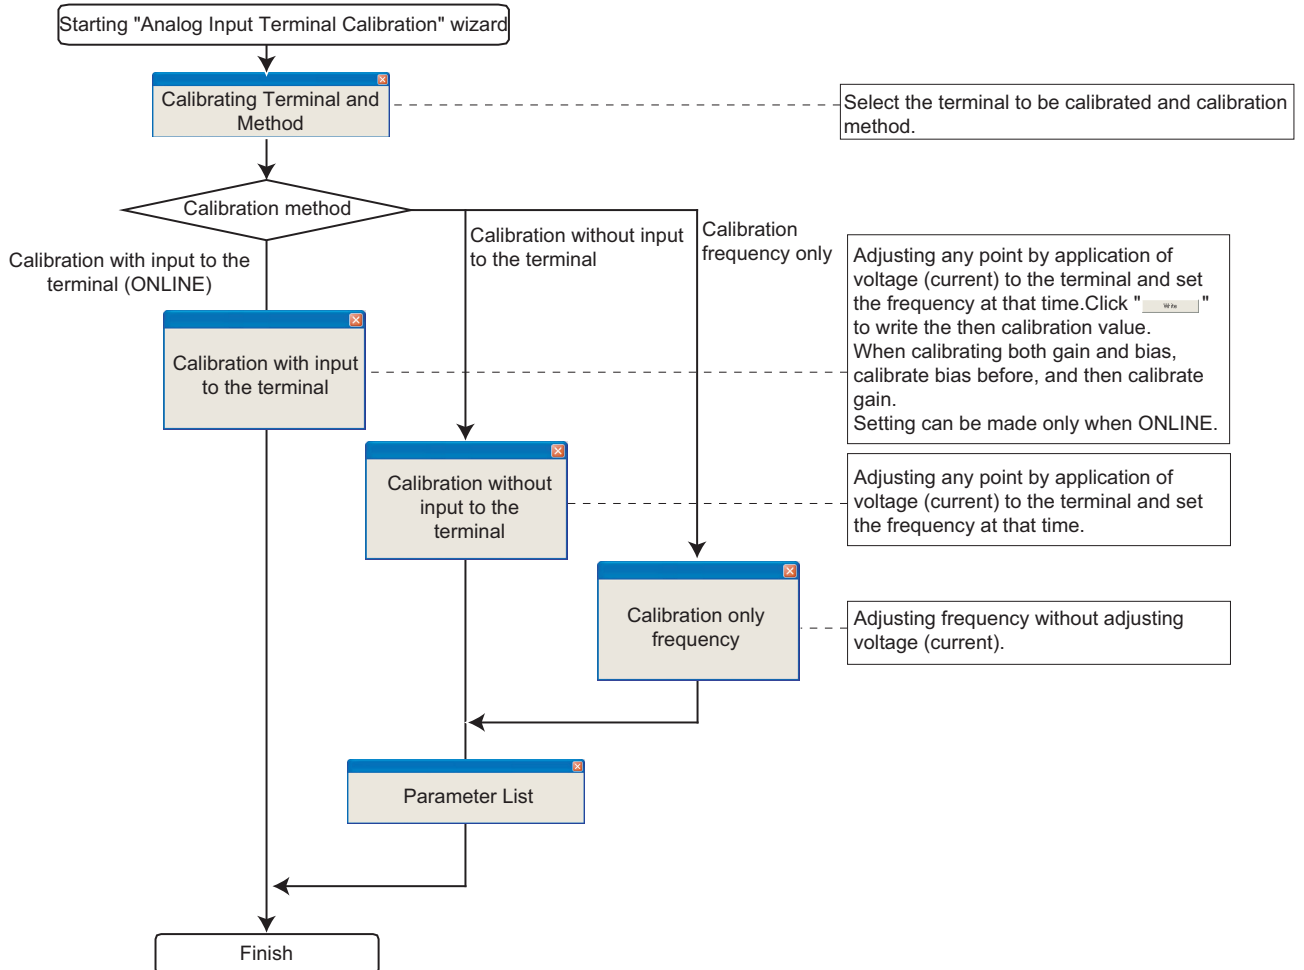 Starting "Analog Input Terminal Calibration" wizard
Calibrating Terminal and
Method
Select the terminal to be calibrated and calibration
method.
Calibration method
Calibration with input to the
terminal (ONLINE)
Calibration without input
to the terminal
Calibration
frequency only
Calibration with input
to the terminal
Adjusting any point by application of
voltage (current) to the terminal and set
the frequency at that time.Click " Write "
to write the then calibration value.
When calibrating both gain and bias,
calibrate bias before, and then calibrate
gain.
Setting can be made only when ONLINE.
Calibration without
input to the
terminal
Adjusting any point by application of
voltage (current) to the terminal and set
the frequency at that time.
Calibration only
frequency
Adjusting frequency without adjusting
voltage (current).
Parameter List
Finish